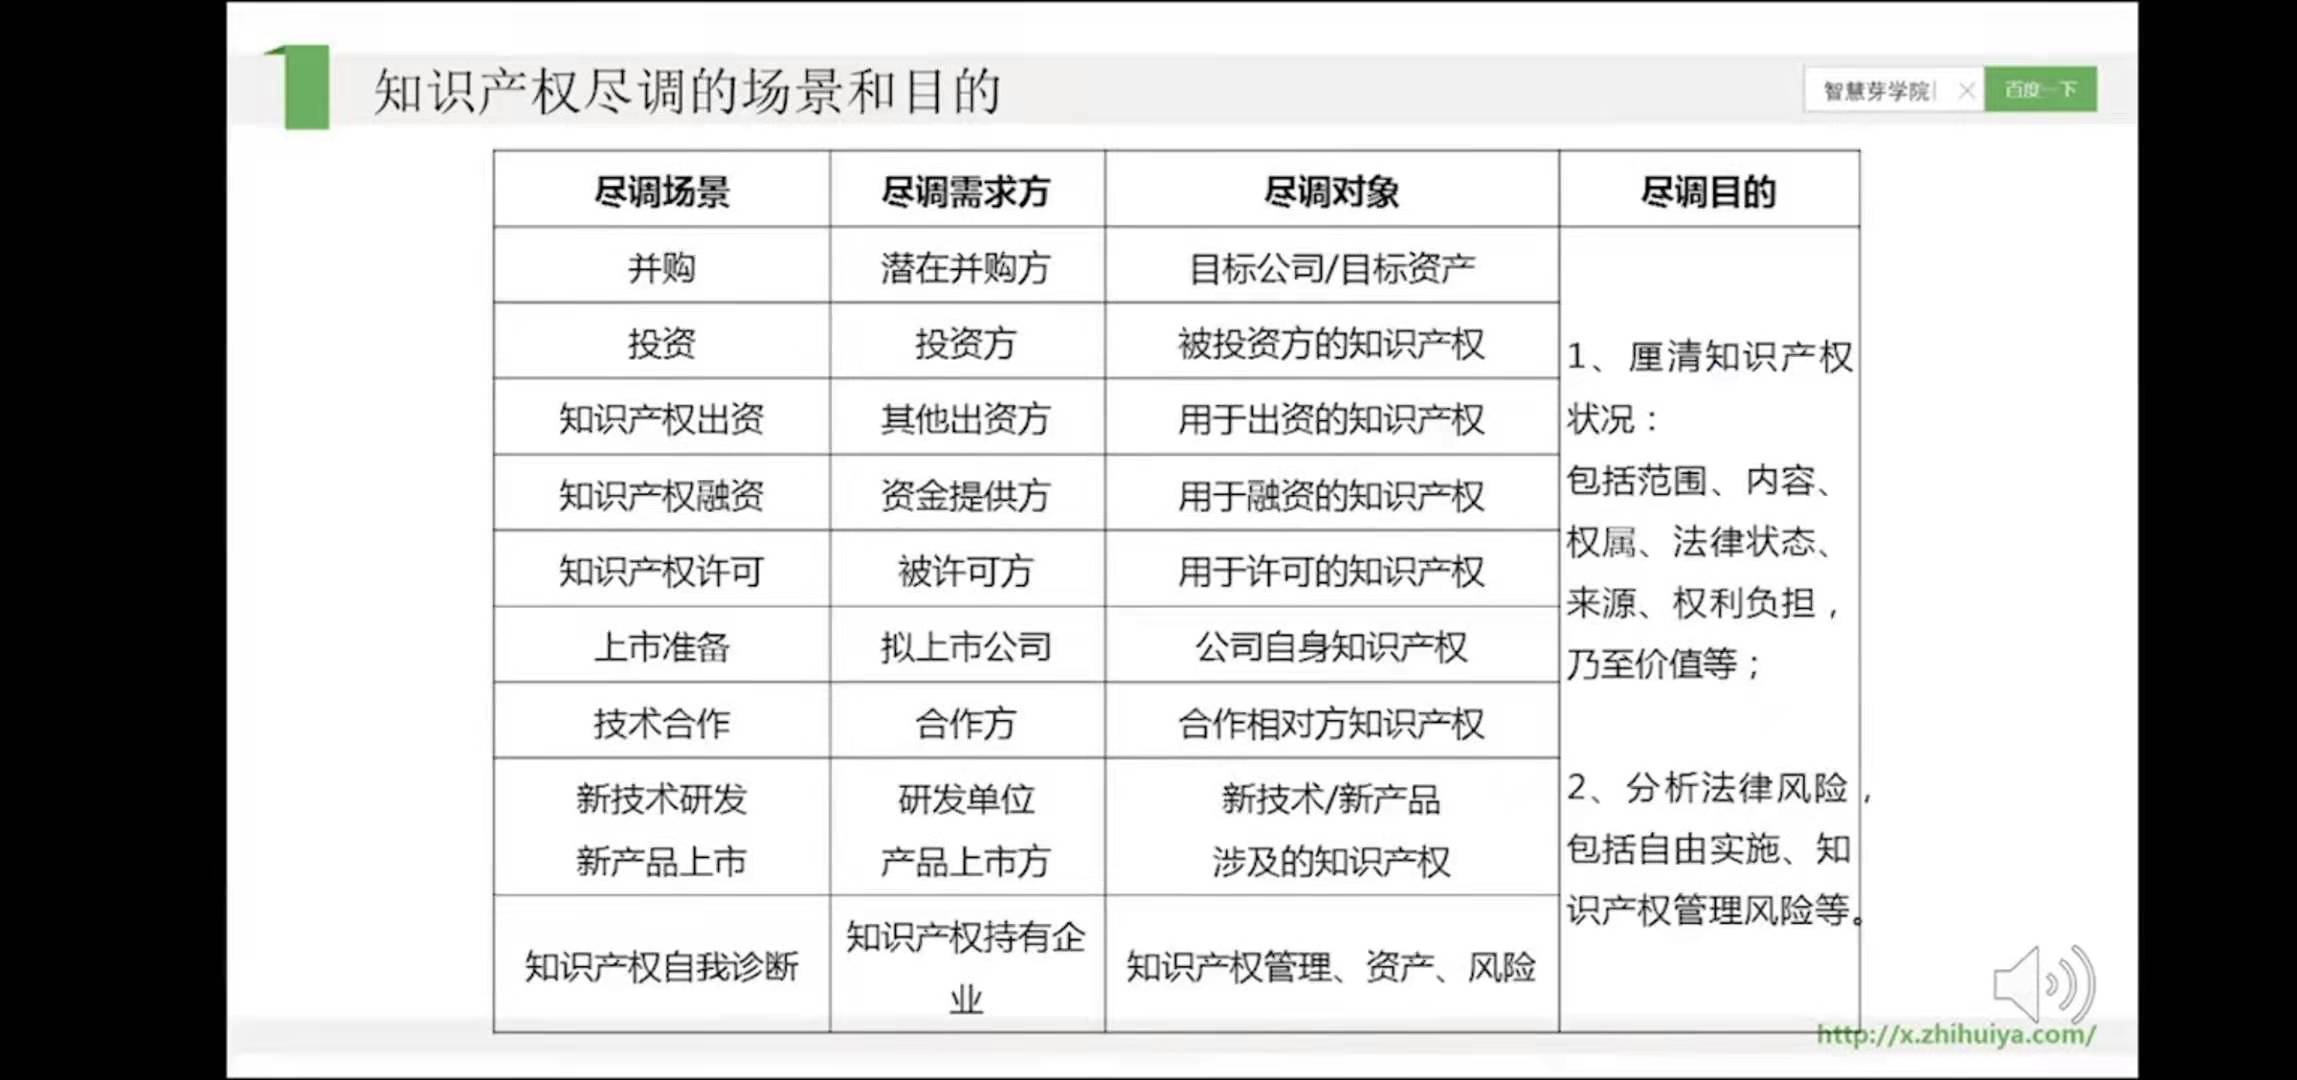 知识产权尽调的场景和目的
智慧芽学院
百度一下
尽调场景 尽调需求方 尽调对象 尽调目的
并购 潜在并购方 目标公司/目标资产
投资 投资方 被投资方的知识产权
知识产权出资 其他出资方 用于出资的知识产权
知识产权融资 资金提供方 用于融资的知识产权
知识产权许可 被许可方 用于许可的知识产权
上市准备 拟上市公司 公司自身知识产权
技术合作 合作方 合作相对方知识产权
新技术研发 研发单位 新技术/新产品
新产品上市 产品上市方 涉及的知识产权
知识产权自我诊断 知识产权持有企 知识产权管理、资产、风险
业
1、厘清知识产权
状况：
包括范围、内容、
权属、法律状态、
来源、权利负担，
乃至价值等；
2、分析法律风险，
包括自由实施、知
识产权管理风险等。
http://x.zhihuiya.com/